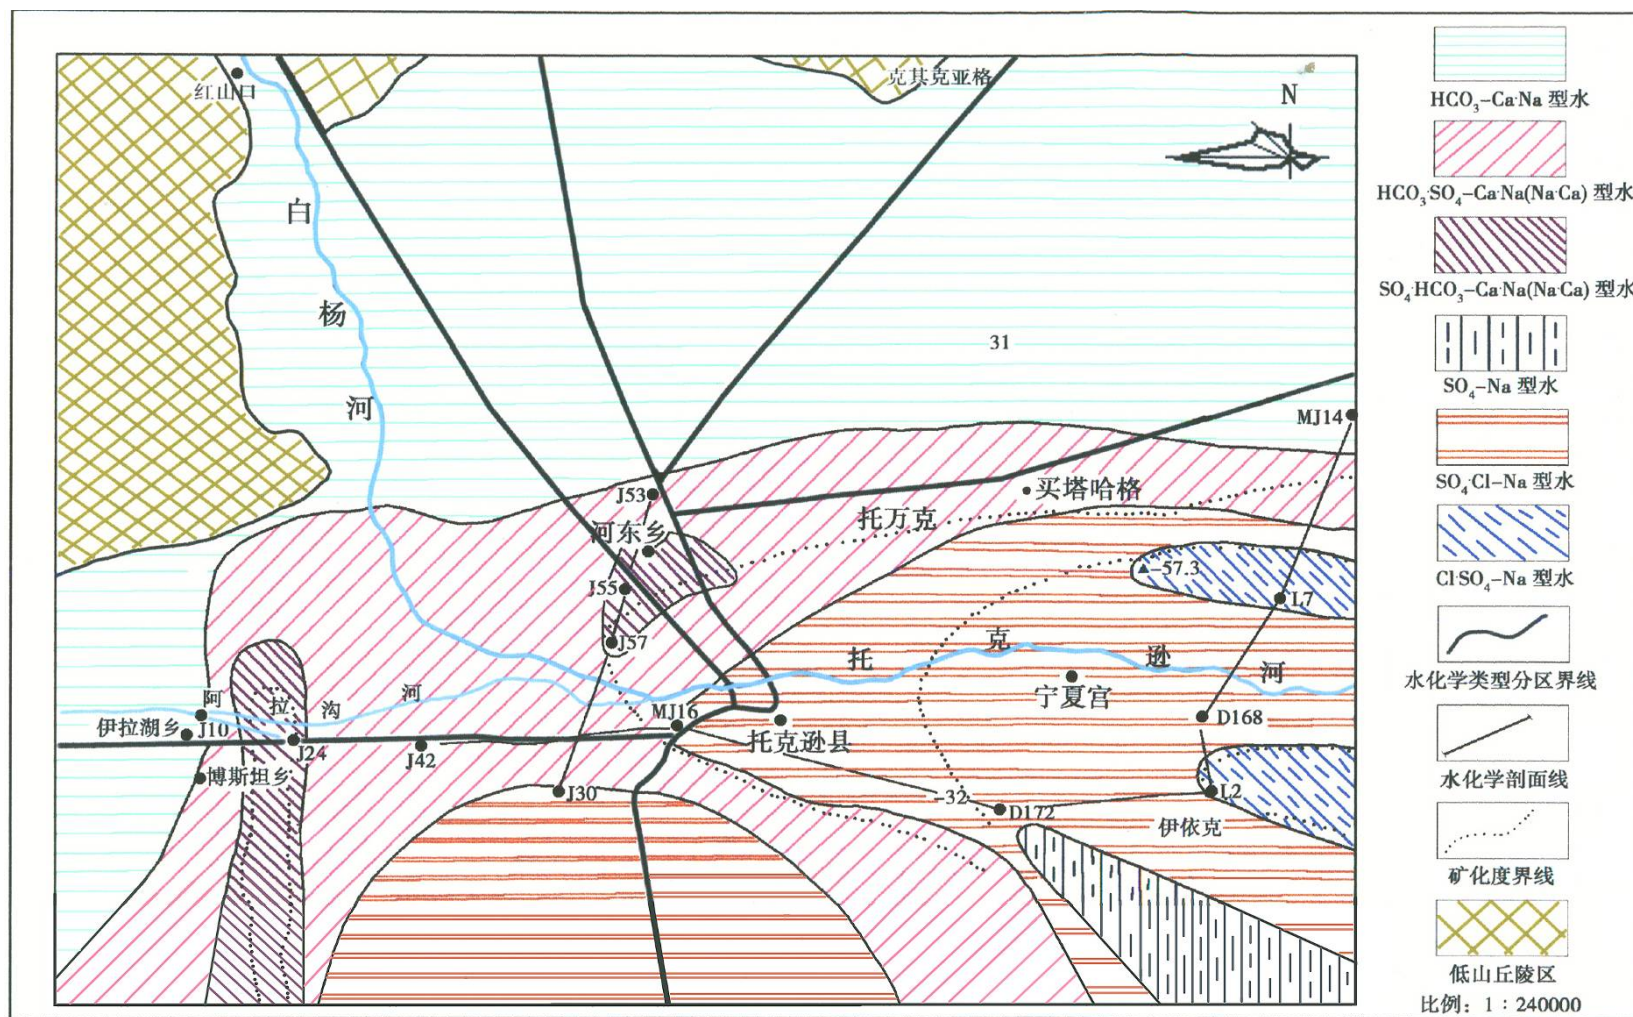 红山口
克其克亚格
N
白
杨
河
31
MJ14
J53
买塔哈格
托万克
河东乡
J55
-57.3
L7
J57
托
克
逊
河
宁夏宫
阿
拉
沟
河
MJ16
D168
伊拉湖乡
J10
J24
J42
托克逊县
博斯坦乡
J30
-32
D172
L2
伊依克
HCO₃-Ca·Na 型水
HCO₃·SO₄-Ca·Na(Na·Ca) 型水
SO₄·HCO₃-Ca·Na(Na·Ca) 型水
SO₄-Na 型水
SO₄·Cl-Na 型水
Cl·SO₄-Na 型水
水化学类型分区界线
水化学剖面线
矿化度界线
低山丘陵区
比例：1：240000